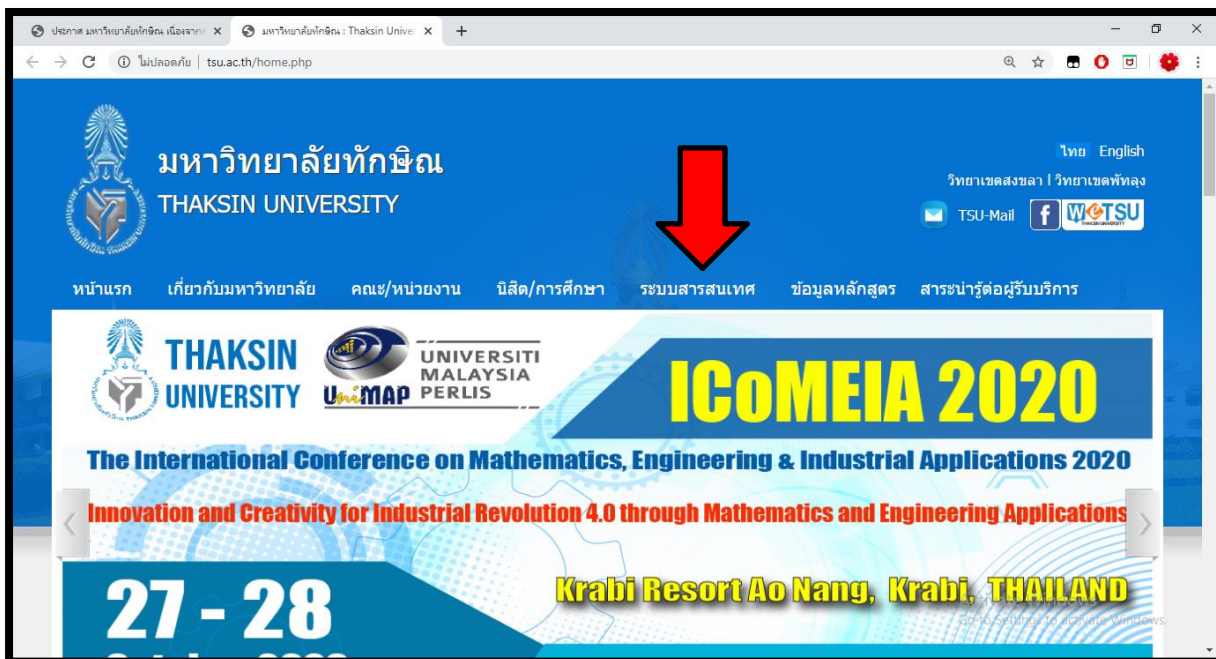 ประกาศ มหาวิทยาลัยทักษิณ เนื่องจากก
มหาวิทยาลัยทักษิณ : Thaksin Univer
ไม่ปลอดภัย | tsu.ac.th/home.php
มหาวิทยาลัยทักษิณ
THAKSIN UNIVERSITY
ไทย English
วิทยาเขตสงขลา l วิทยาเขตพัทลุง
TSU-Mail
WeTSU
หน้าแรก เกี่ยวกับมหาวิทยาลัย คณะ/หน่วยงาน นิสิต/การศึกษา ระบบสารสนเทศ ข้อมูลหลักสูตร สาระน่ารู้ต่อผู้รับบริการ
THAKSIN
UNIVERSITY
UniMAP
UNIVERSITI
MALAYSIA
PERLIS
ICoMEIA 2020
The International Conference on Mathematics, Engineering & Industrial Applications 2020
Innovation and Creativity for Industrial Revolution 4.0 through Mathematics and Engineering Applications
27 - 28
Krabi Resort Ao Nang, Krabi, THAILAND
Go to Settings to activate Windows.